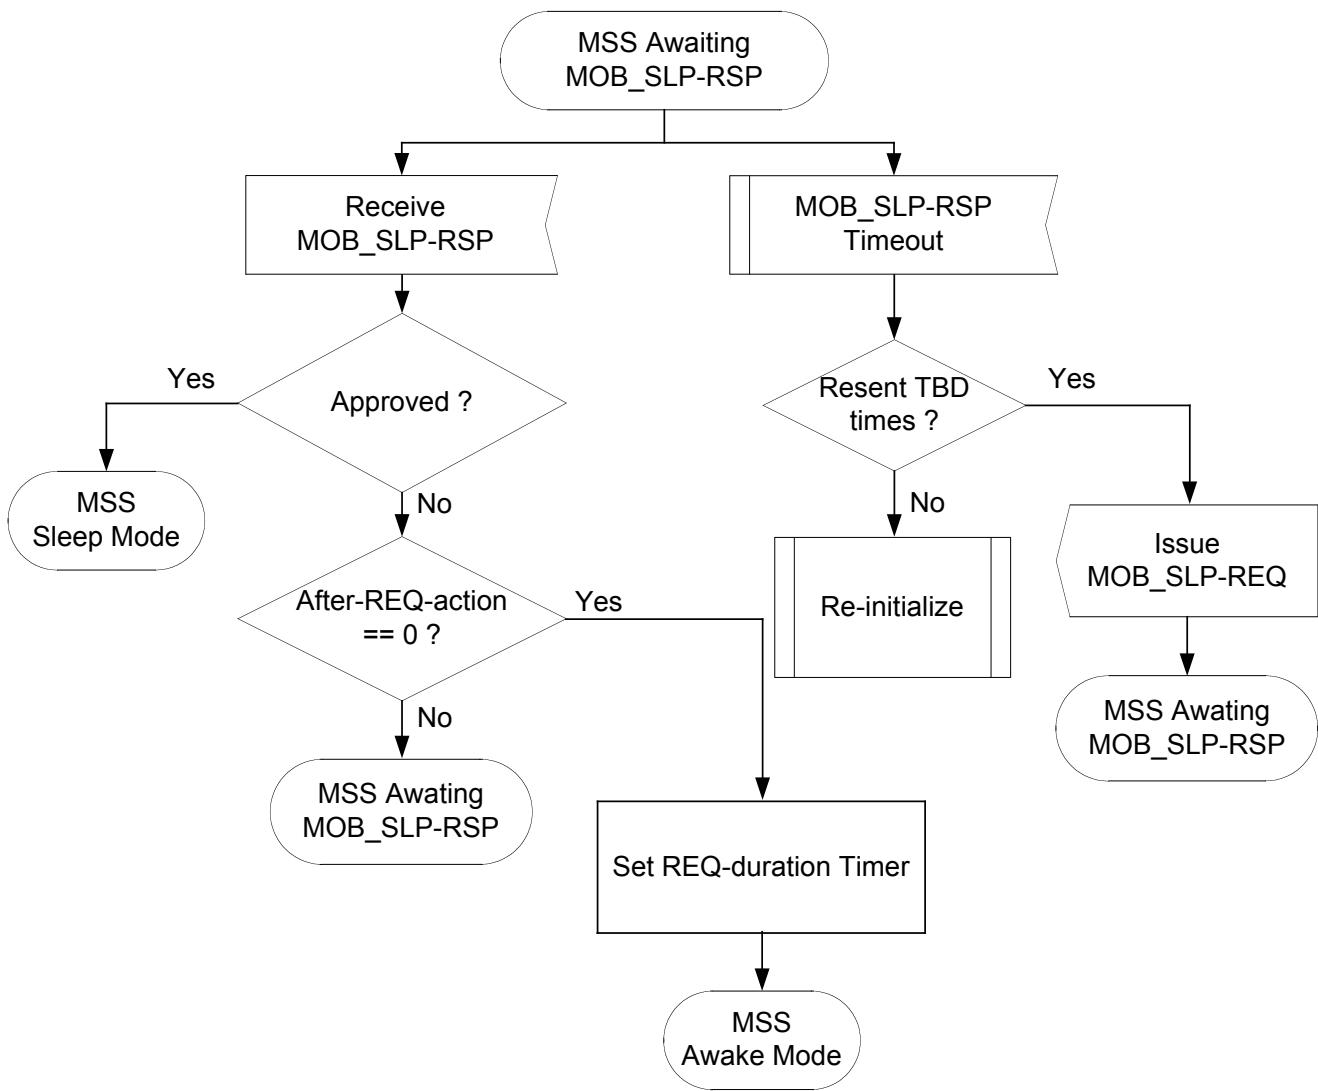 MSS Awaiting
MOB_SLP-RSP
Receive
MOB_SLP-RSP
MOB_SLP-RSP
Timeout
Yes
Approved ?
Resent TBD
times ?
Yes
MSS
Sleep Mode
No
No
Issue
MOB_SLP-REQ
After-REQ-action
== 0 ?
Yes
Re-initialize
No
MSS Awating
MOB_SLP-RSP
MSS Awating
MOB_SLP-RSP
Set REQ-duration Timer
MSS
Awake Mode